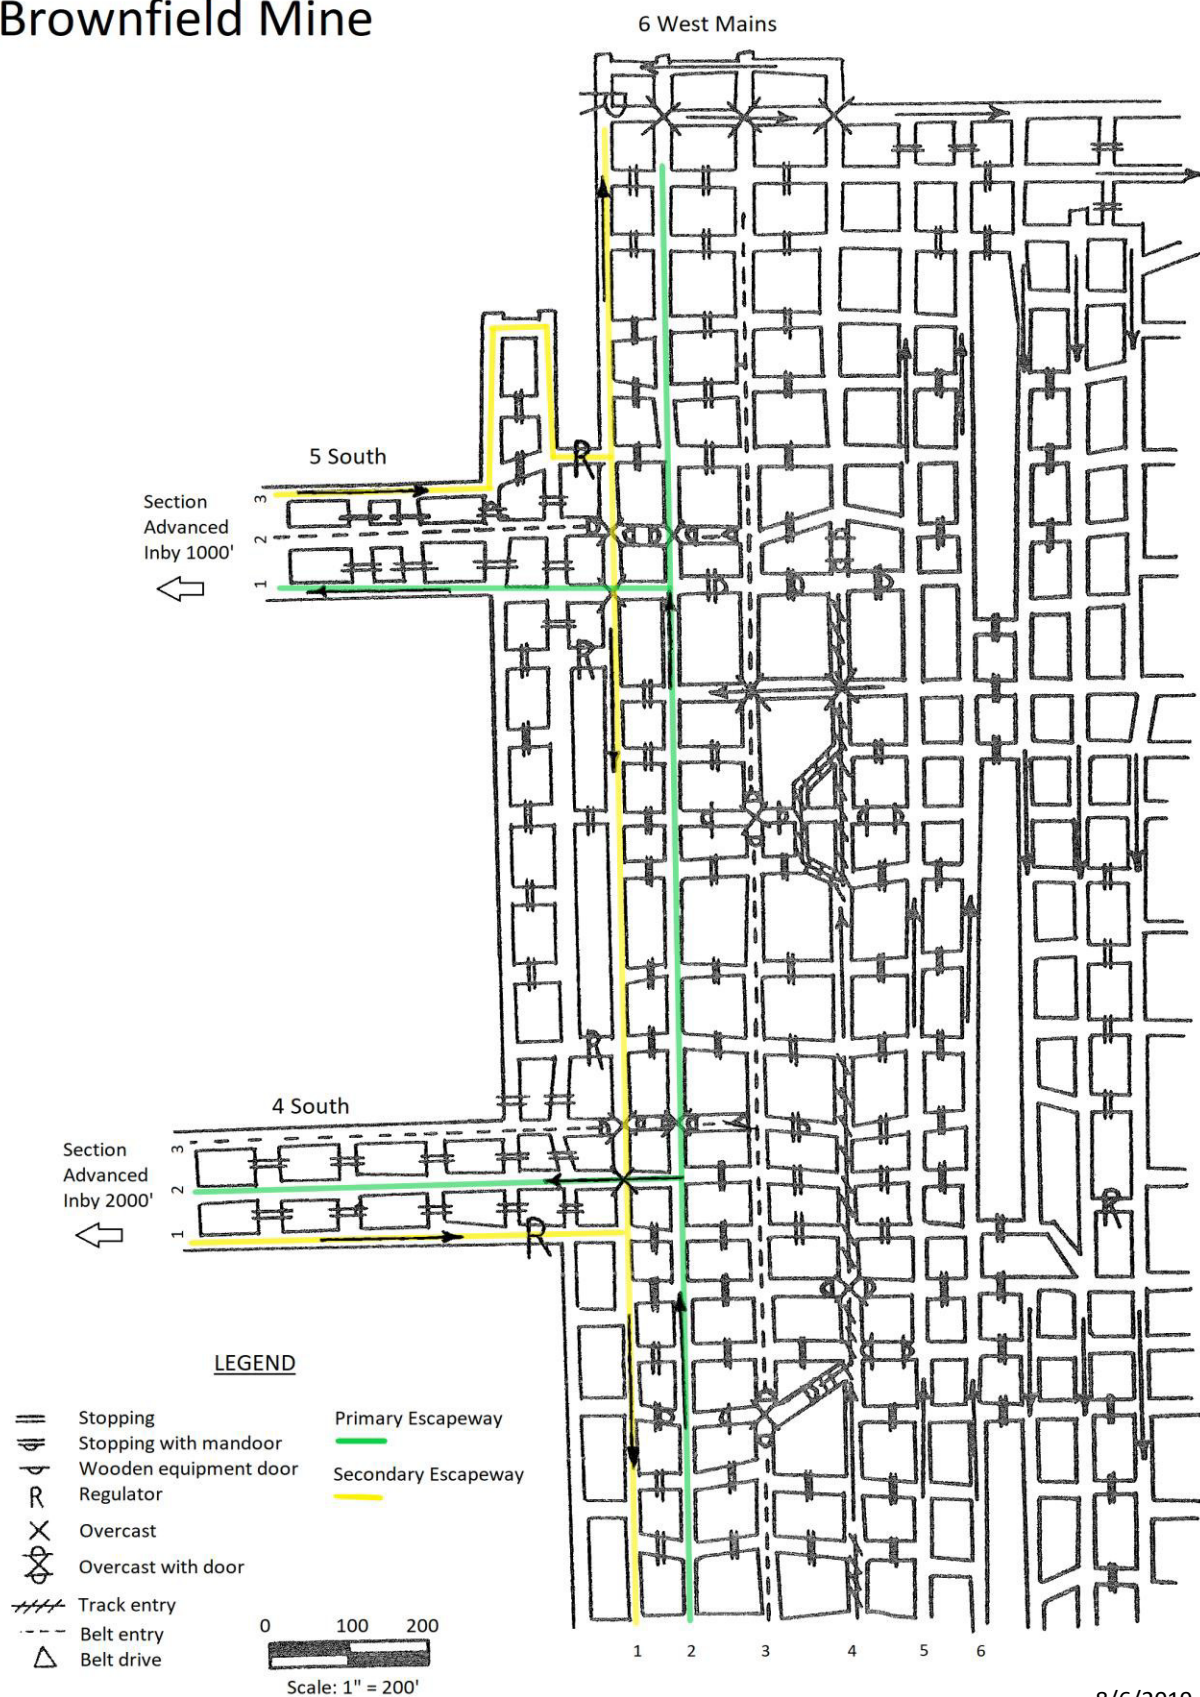 Brownfield Mine
6 West Mains
R
5 South
Section
Advanced
Inby 1000'
3
2
1
R
R
4 South
Section
Advanced
Inby 2000'
3
2
1
R
R
LEGEND
Stopping
Stopping with mandoor
Wooden equipment door
R Regulator
Overcast
Overcast with door
Track entry
Belt entry
Belt drive
Primary Escapeway
Secondary Escapeway
0 100 200
Scale: 1" = 200'
1 2 3 4 5 6